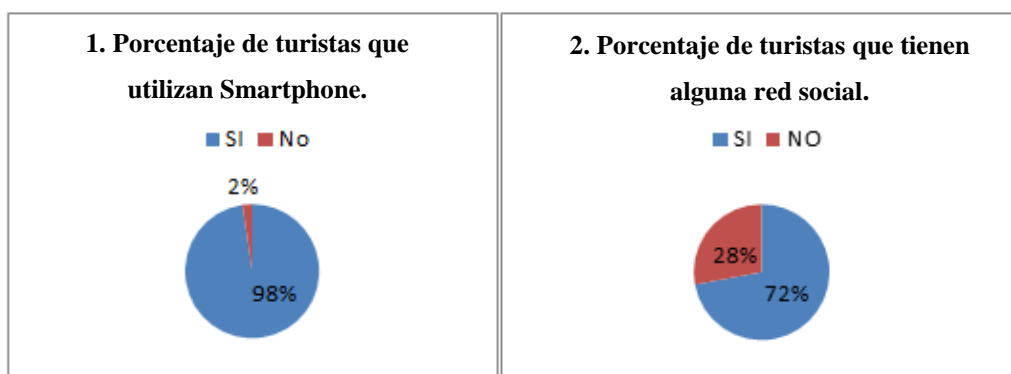 1. Porcentaje de turistas que
utilizan Smartphone.
SI No
2%
98%
2. Porcentaje de turistas que tienen
alguna red social.
SI NO
28%
72%